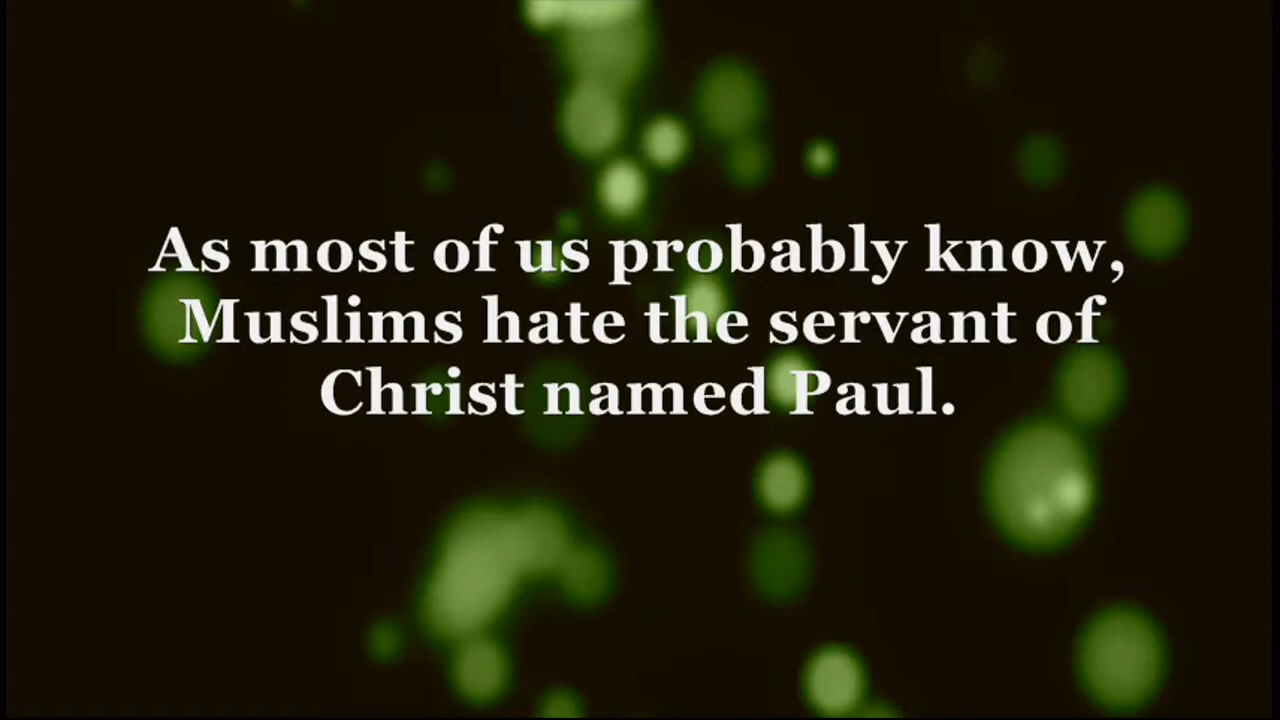 As most of us probably know,
Muslims hate the servant of
Christ named Paul.